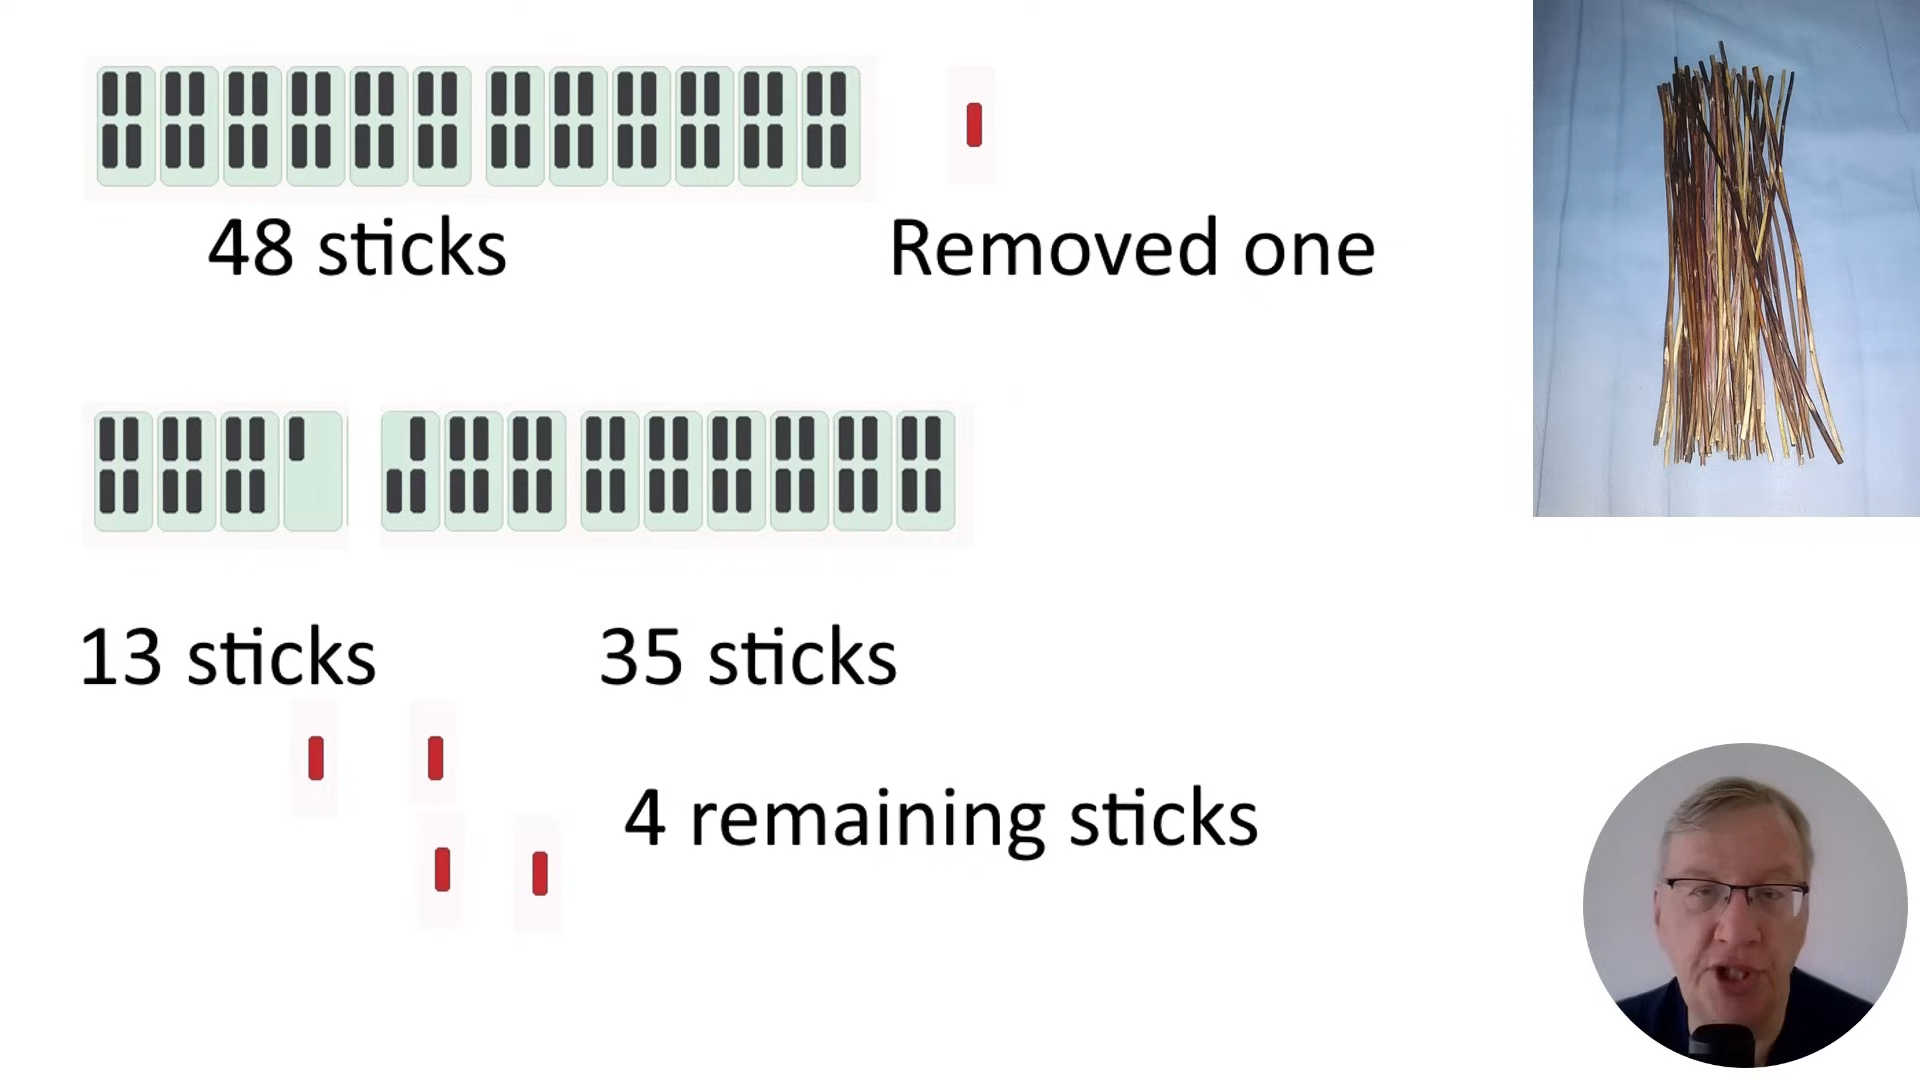 48 sticks
Removed one
13 sticks
35 sticks
4 remaining sticks